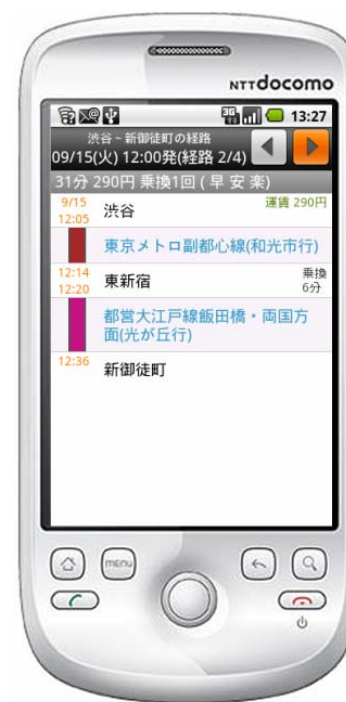 NTT docomo
3G 13:27
渋谷~新御徒町の経路
09/15(火) 12:00発(経路 2/4)
31分 290円 乗換1回 ( 早 安 楽)
9/15 運賃 290円
12:05 渋谷
東京メトロ副都心線(和光市行)
12:14 東新宿 乗換
12:20 6分
都営大江戸線飯田橋・両国方
面(光が丘行)
12:36 新御徒町
MENU